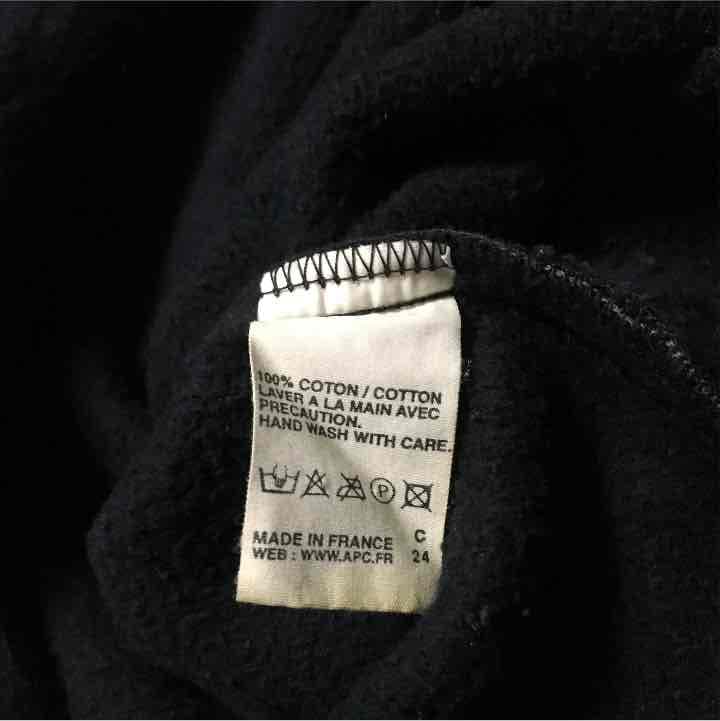 100% COTON / COTTON
LAVER A LA MAIN AVEC
PRECAUTION.
HAND WASH WITH CARE.
P
MADE IN FRANCE C
WEB : WWW.APC.FR 24